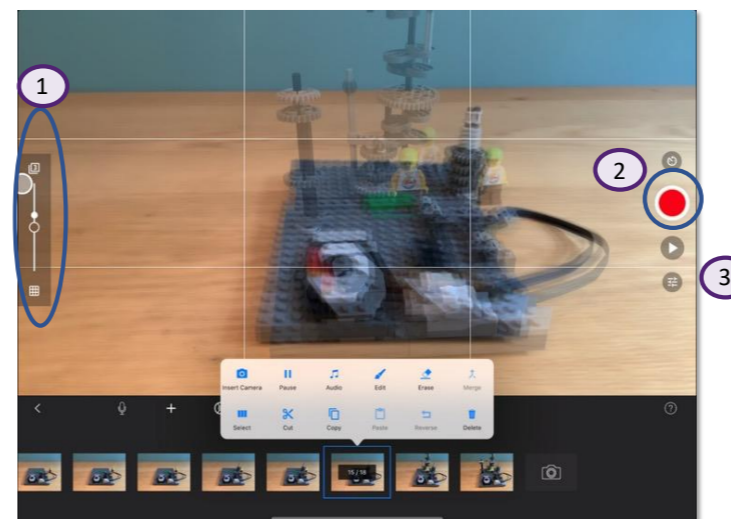 1
2
3
Insert Camera Pause Audio Edit Erase Merge
Select Cut Copy Paste Reverse Delete
15 / 18